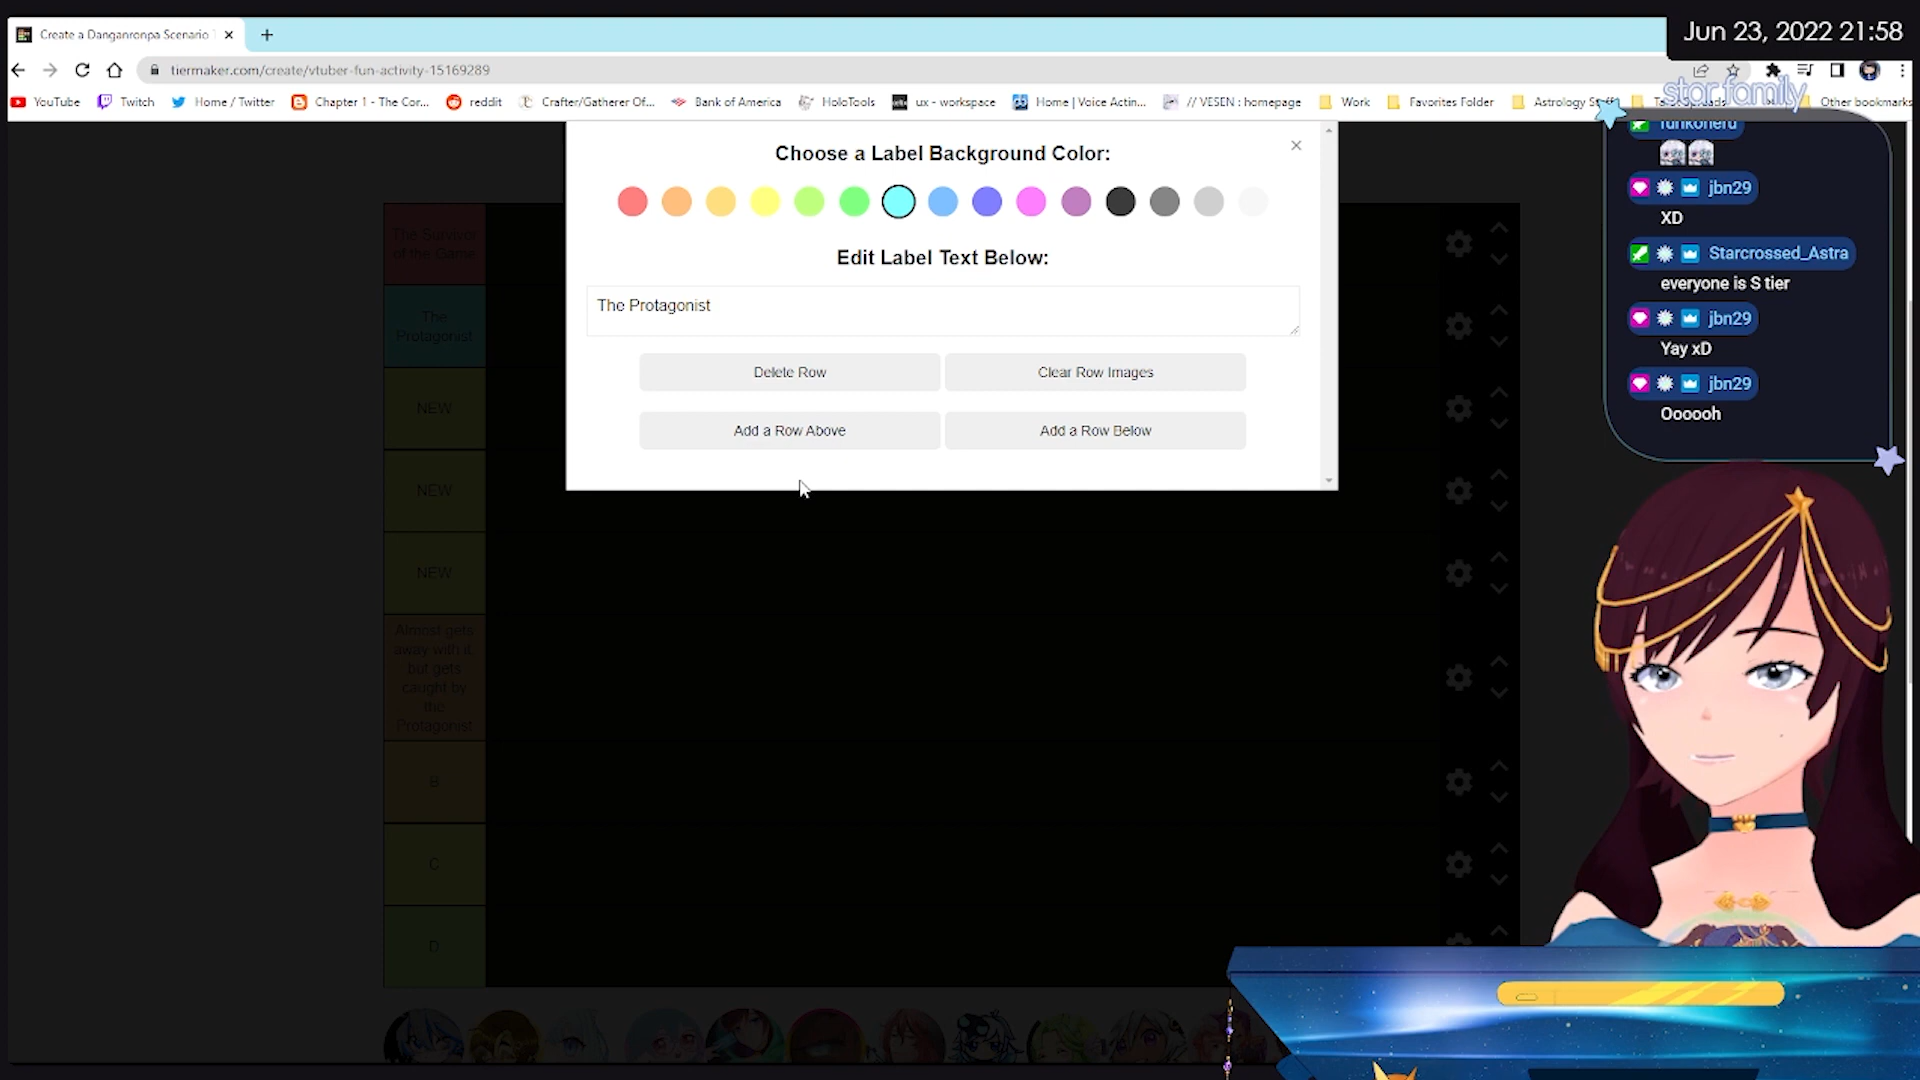 Create a Danganronpa Scenario
Jun 23, 2022 21:58
tiermaker.com/create/vtuber-fun-activity-15169289
YouTube
Twitch
Home / Twitter
Chapter 1 - The Cor...
reddit
Crafter/Gatherer Of...
Bank of America
HoloTools
ux - workspace
Home | Voice Actin...
// VESEN : homepage
Work
Favorites Folder
Astrology Stuff
Other bookmarks
star family
Choose a Label Background Color:
Edit Label Text Below:
The Protagonist
Delete Row
Clear Row Images
Add a Row Above
Add a Row Below
The Survivor
of the Game
The
Protagonist
NEW
NEW
NEW
Almost gets
away with it
but gets
caught by
the
Protagonist
B
C
D
jbn29
XD
Starcrossed_Astra
everyone is S tier
jbn29
Yay xD
jbn29
Oooooh